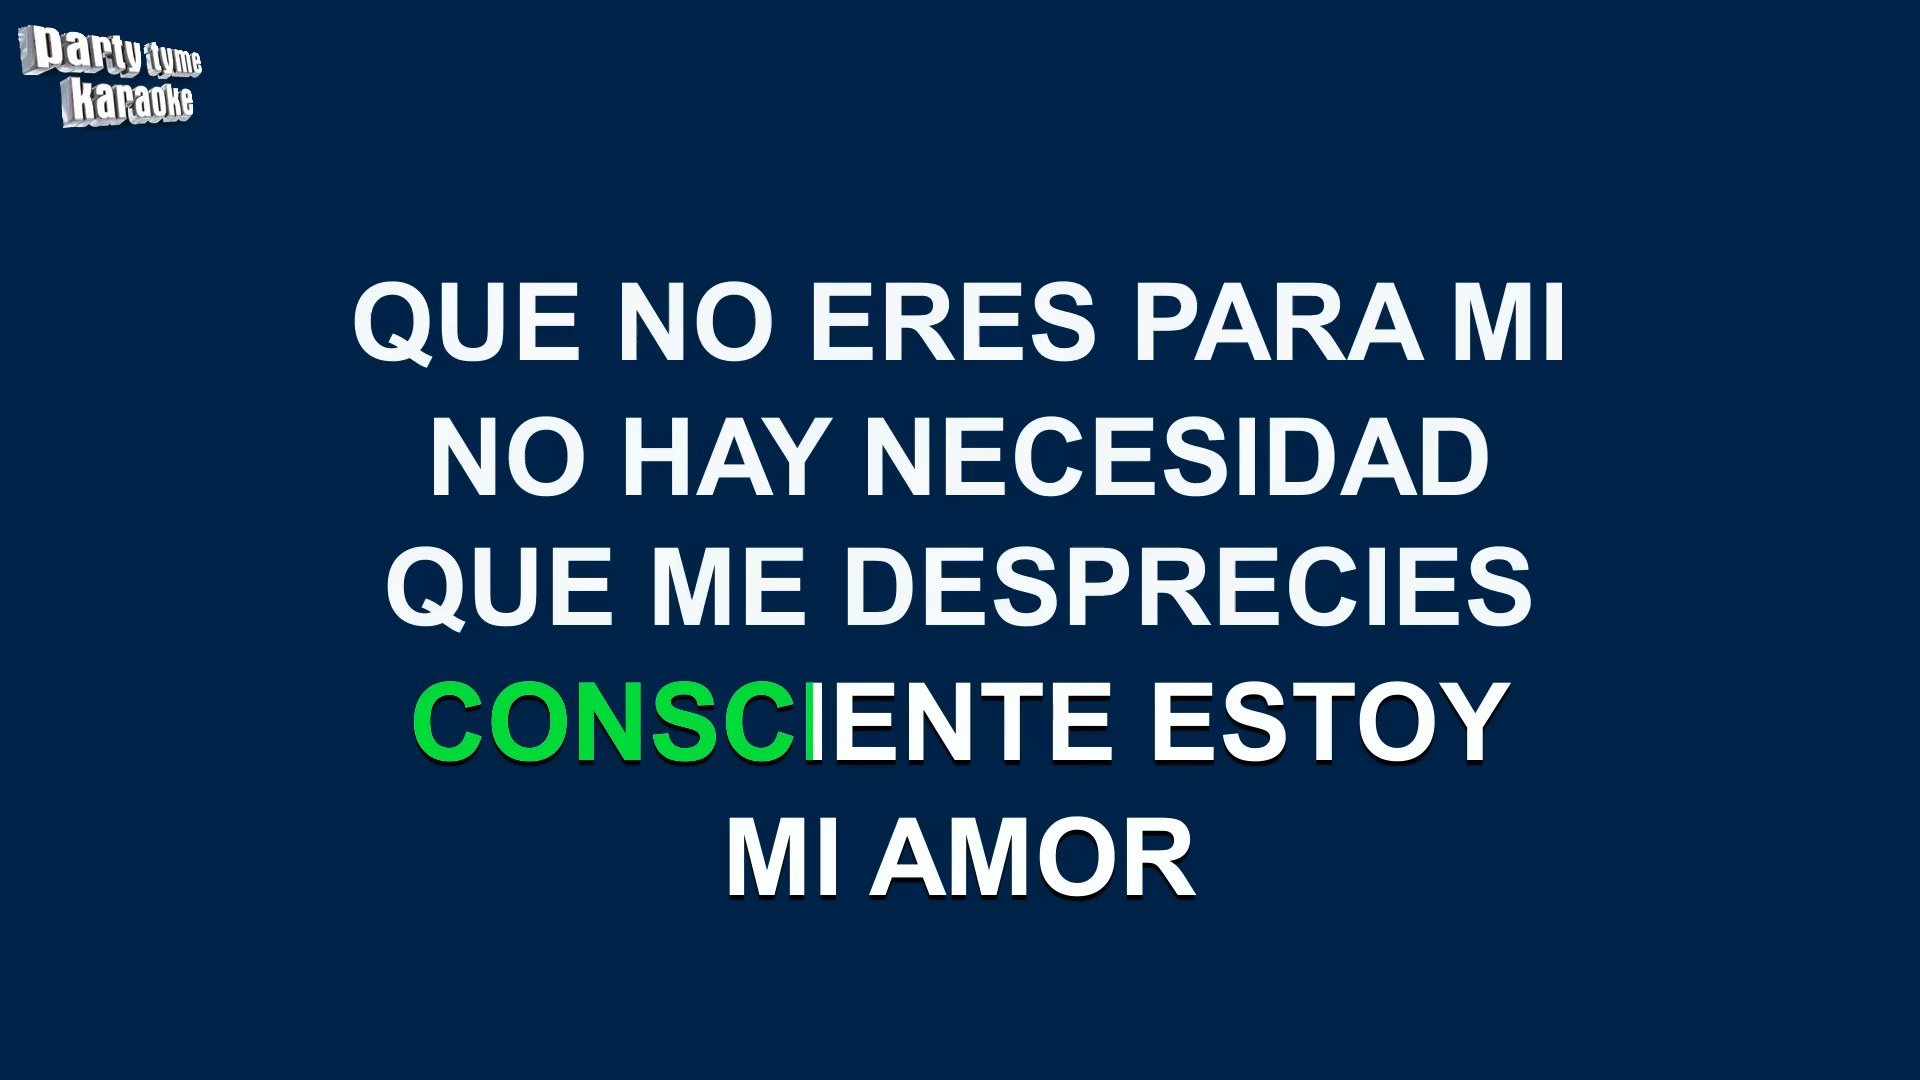 party tyme
karaoke
QUE NO ERES PARA MI
NO HAY NECESIDAD
QUE ME DESPRECIES
CONSCIENTE ESTOY
MI AMOR